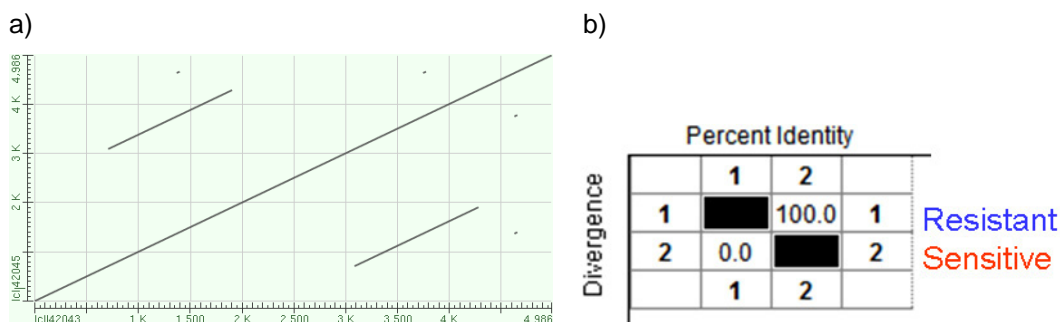 a)
b)
4,986
4 K
3 K
2 K
lcl|42045
lcl|42043
1 K
1,500
2 K
2,500
3 K
3,500
4 K
4,986
Percent Identity
Divergence
1 2
1 100.0 1
2 0.0 2
1 2
Resistant
Sensitive